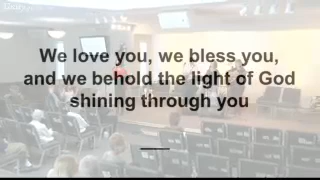 We love you, we bless you,
and we behold the light of God
shining through you